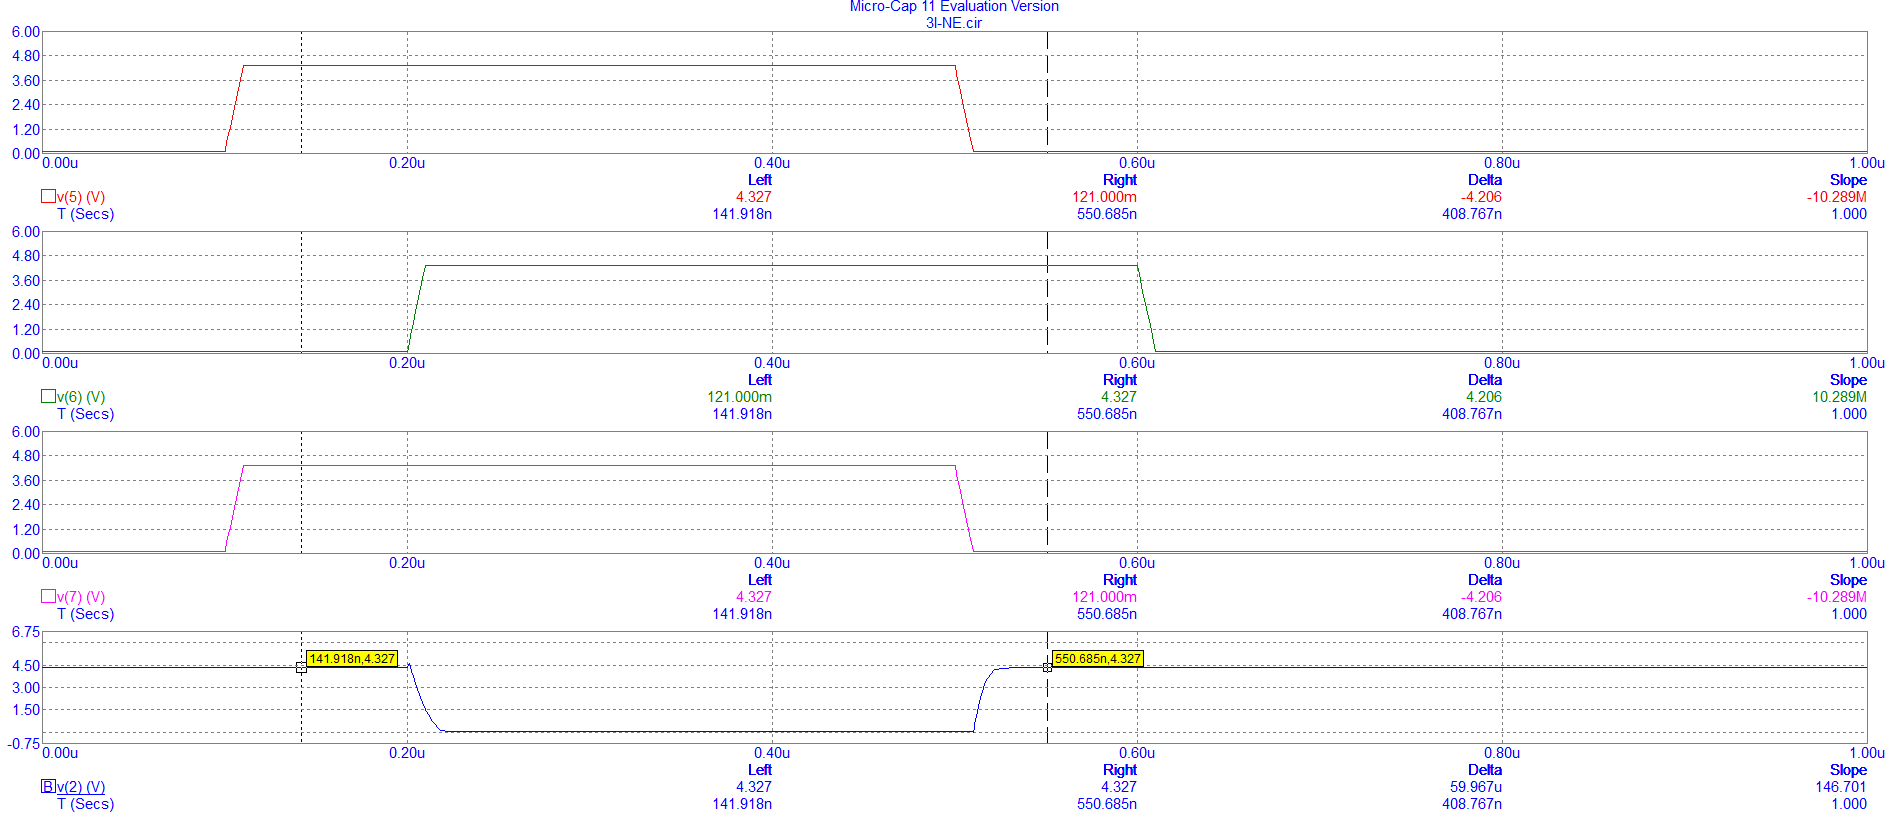 Micro-Cap 11 Evaluation Version
3I-NE.cir
6.00
4.80
3.60
2.40
1.20
0.00
0.00u 0.20u 0.40u 0.60u 0.80u 1.00u
Left Right Delta Slope
v(5) (V) 4.327 121.000m -4.206 -10.289M
T (Secs) 141.918n 550.685n 408.767n 1.000
6.00
4.80
3.60
2.40
1.20
0.00
0.00u 0.20u 0.40u 0.60u 0.80u 1.00u
Left Right Delta Slope
v(6) (V) 121.000m 4.327 4.206 10.289M
T (Secs) 141.918n 550.685n 408.767n 1.000
6.00
4.80
3.60
2.40
1.20
0.00
0.00u 0.20u 0.40u 0.60u 0.80u 1.00u
Left Right Delta Slope
v(7) (V) 4.327 121.000m -4.206 -10.289M
T (Secs) 141.918n 550.685n 408.767n 1.000
6.75
141.918n,4.327 550.685n,4.327
4.50
3.00
1.50
-0.75
0.00u 0.20u 0.40u 0.60u 0.80u 1.00u
Left Right Delta Slope
B v(2) (V) 4.327 4.327 59.967u 146.701
T (Secs) 141.918n 550.685n 408.767n 1.000